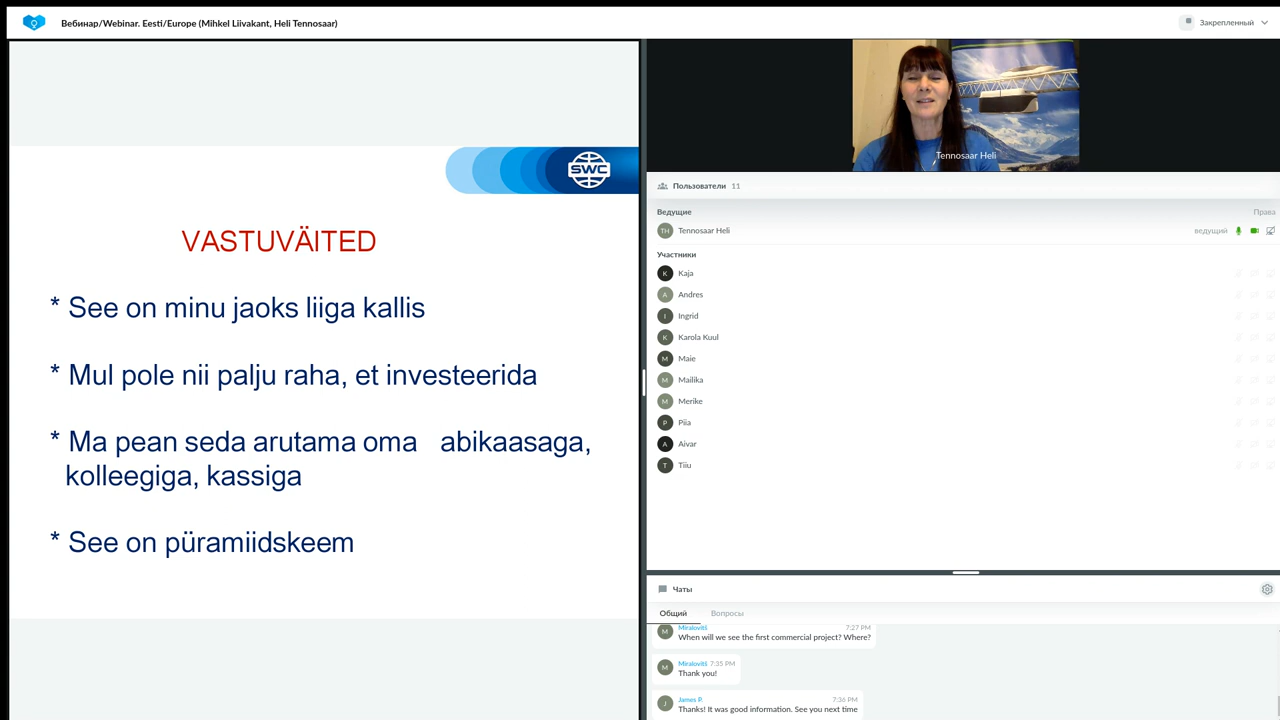 Вебинар/Webinar. Eesti/Europe (Mihkel Liivakant, Heli Tennosaar)
Закрепленный
SWC
VASTUVÄITED
* See on minu jaoks liiga kallis
* Mul pole nii palju raha, et investeerida
* Ma pean seda arutama oma abikaasaga,
kolleegiga, kassiga
* See on püramiidskeem
Tennosaar Heli
Пользователи 11
Ведущие Права
TH Tennosaar Heli ведущий
Участники
K Kaja
A Andres
I Ingrid
K Karola Kuul
M Maie
M Mailika
M Merike
P Piia
A Aivar
T Tiiu
Чаты
Общий Вопросы
M Miralovitš 7:27 PM
When will we see the first commercial project? Where?
M Miralovitš 7:35 PM
Thank you!
J James P. 7:36 PM
Thanks! It was good information. See you next time